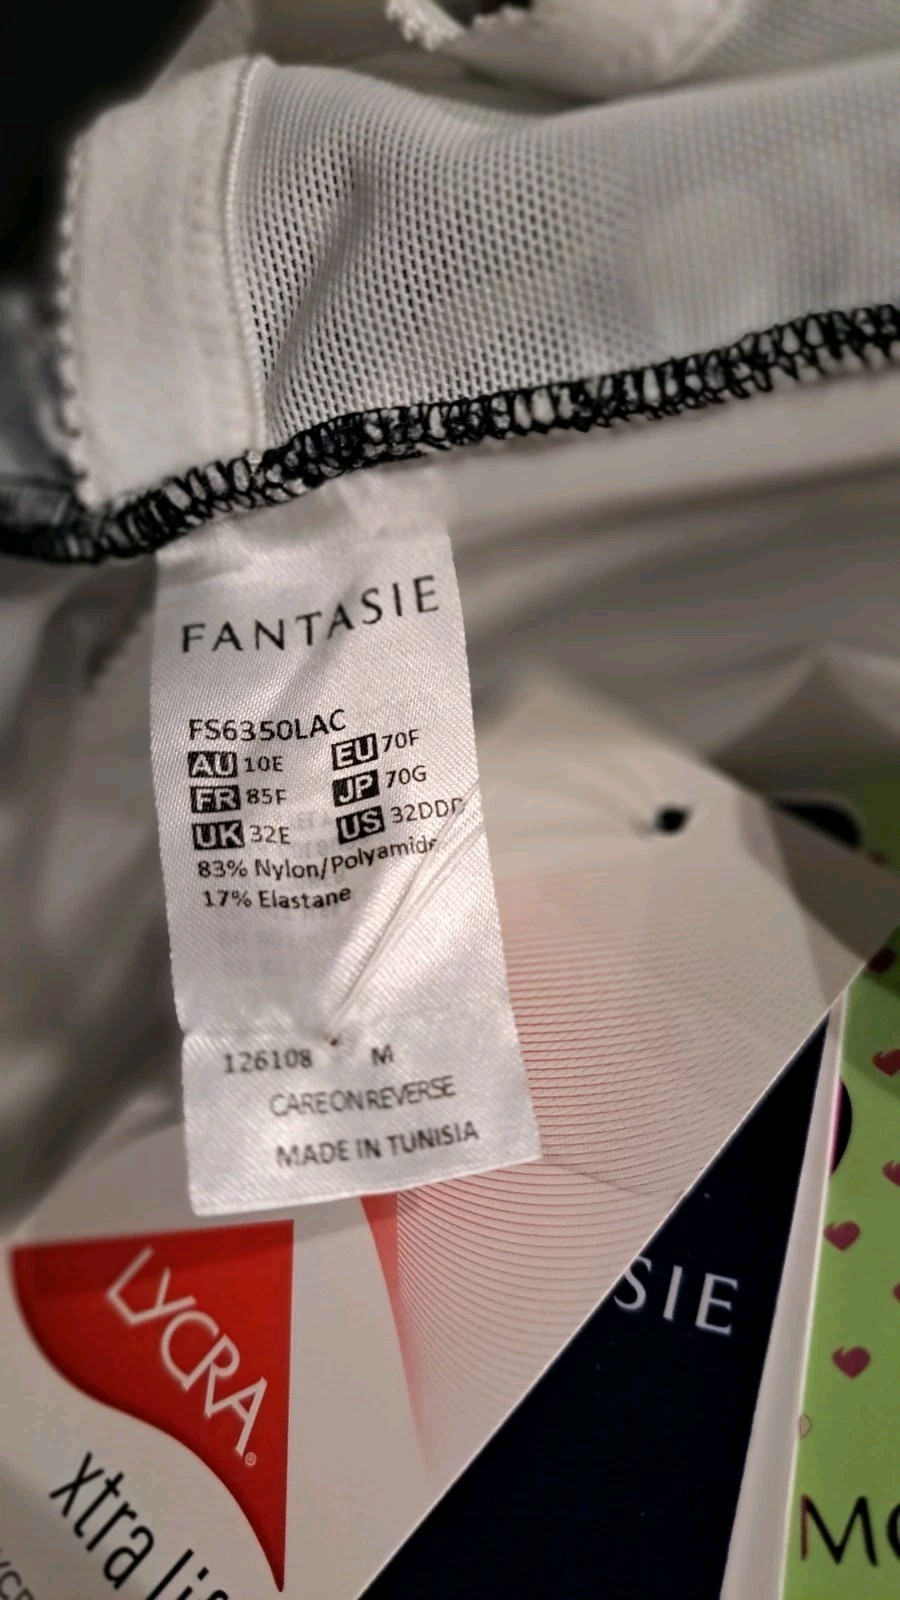 FANTASIE
FS6350LAC
AU 10E EU 70F
FR 85F JP 70G
UK 32E US 32DDD
83% Nylon/Polyamide
17% Elastane
126108 M
CARE ON REVERSE
MADE IN TUNISIA
LYCRA®
xtra
SIE